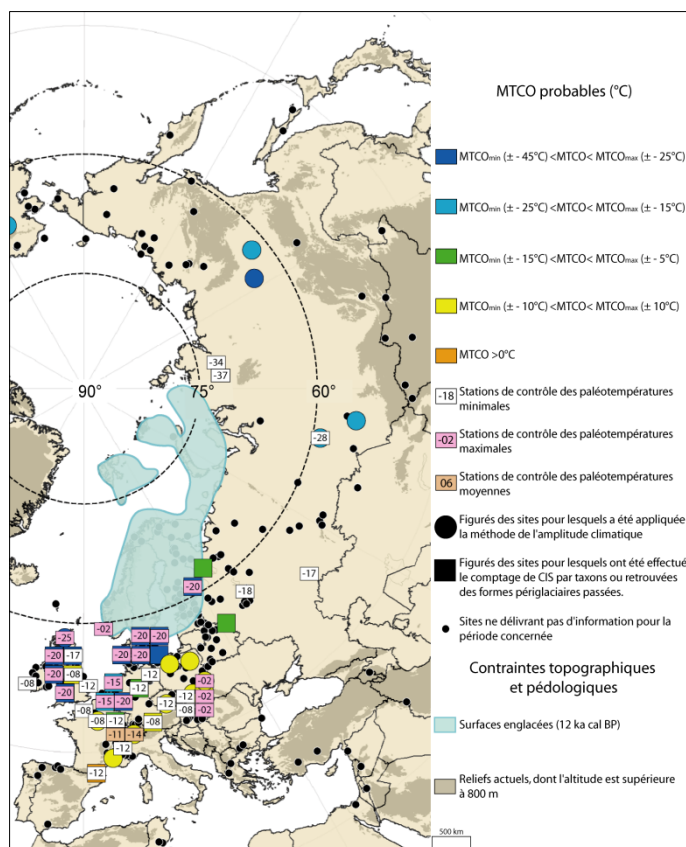 MTCO probables (°C)
MTCOmin (± - 45°C) <MTCO< MTCOmax (± - 25°C)
MTCOmin (± - 25°C) <MTCO< MTCOmax (± - 15°C)
MTCOmin (± - 15°C) <MTCO< MTCOmax (± - 5°C)
MTCOmin (± - 10°C) <MTCO< MTCOmax (± 10°C)
MTCO >0°C
-18 Stations de contrôle des paléotempératures
minimales
-02 Stations de contrôle des paléotempératures
maximales
06 Stations de contrôle des paléotempératures
moyennes
Figurés des sites pour lesquels a été appliquée
la méthode de l'amplitude climatique
Figurés des sites pour lesquels ont été effectué
le comptage de CIS par taxons ou retrouvées
des formes périglaciaires passées.
Sites ne délivrant pas d'information pour la
période concernée
Contraintes topographiques
et pédologiques
Surfaces englacées (12 ka cal BP)
Reliefs actuels, dont l'altitude est supérieure
à 800 m
500 km
-34
-37
90° 75° 60°
-28
-17
-20
-18
-02
-25 -20 -20
-20 -17 -20 -20
-08 -20 -08 -12 -15 -12 -12 -02
-20 -15 -20 -12 -12 -02
-08 -12 -08 -08 -02
-11 -14
-12
-12